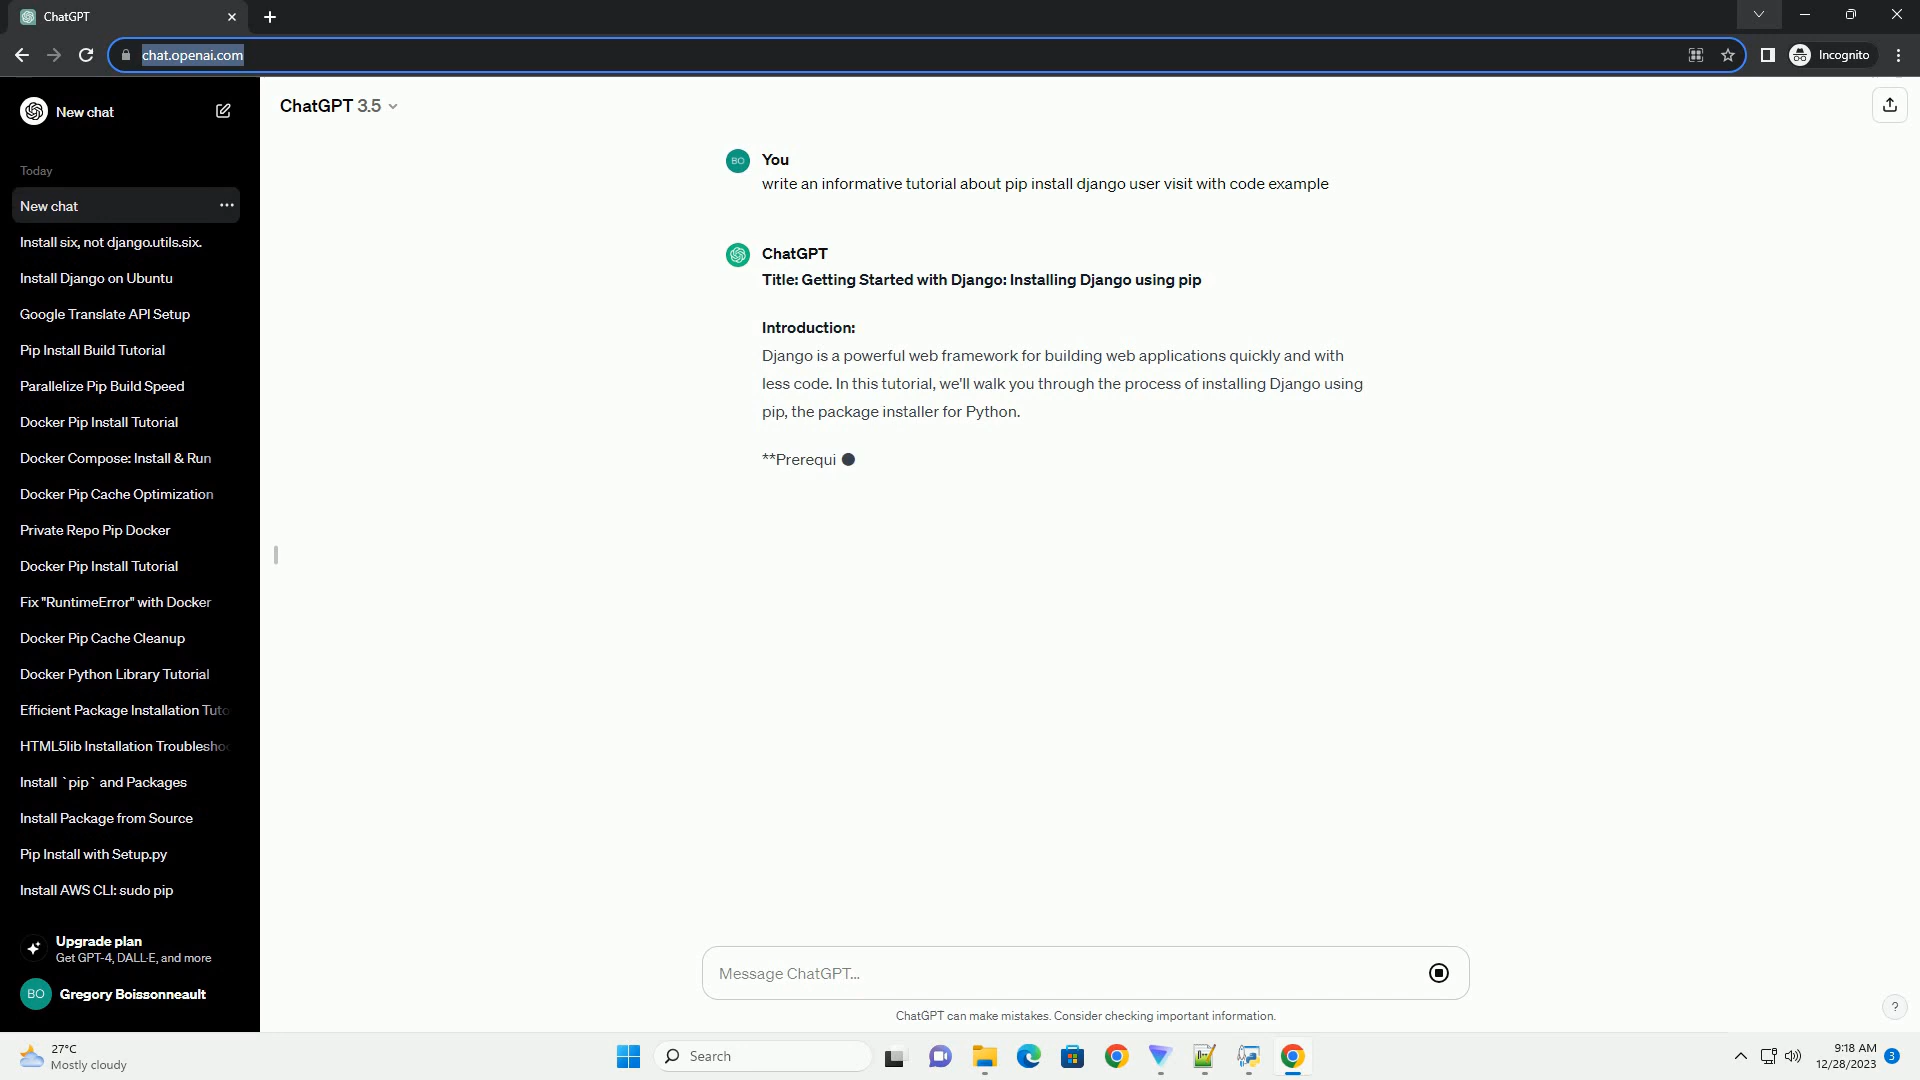 ChatGPT
chat.openai.com
Incognito
New chat
Today
New chat
Install six, not django.utils.six.
Install Django on Ubuntu
Google Translate API Setup
Pip Install Build Tutorial
Parallelize Pip Build Speed
Docker Pip Install Tutorial
Docker Compose: Install & Run
Docker Pip Cache Optimization
Private Repo Pip Docker
Docker Pip Install Tutorial
Fix "RuntimeError" with Docker
Docker Pip Cache Cleanup
Docker Python Library Tutorial
Efficient Package Installation Tuto
HTML5lib Installation Troubleshoo
Install `pip` and Packages
Install Package from Source
Pip Install with Setup.py
Install AWS CLI: sudo pip
Upgrade plan
Get GPT-4, DALL·E, and more
BO Gregory Boissonneault
ChatGPT 3.5
BO You
write an informative tutorial about pip install django user visit with code example
ChatGPT
Title: Getting Started with Django: Installing Django using pip
Introduction:
Django is a powerful web framework for building web applications quickly and with
less code. In this tutorial, we'll walk you through the process of installing Django using
pip, the package installer for Python.
**Prerequi
Message ChatGPT...
ChatGPT can make mistakes. Consider checking important information.
?
27°C
Mostly cloudy
Search
9:18 AM
12/28/2023
3